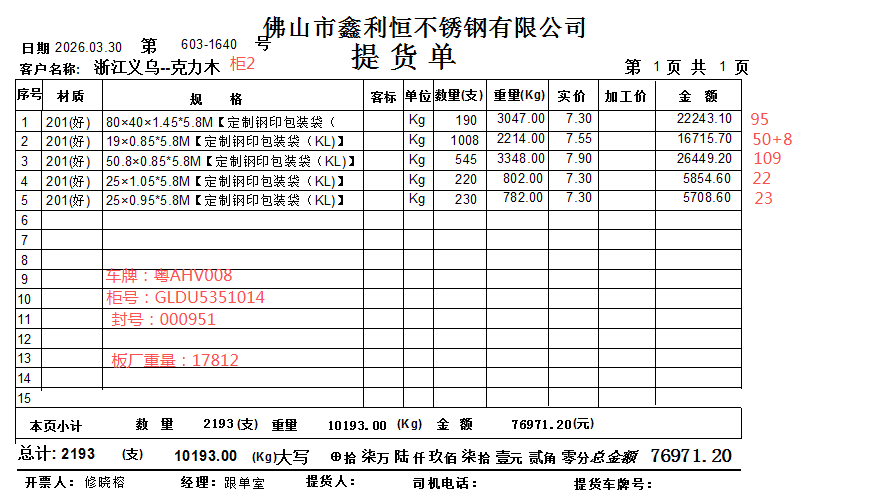 佛山市鑫利恒不锈钢有限公司
日期 2026.03.30 第 603-1640 号 提货单
客户名称: 浙江义乌--克力木 柜2 第 1 页 共 1 页
序号 材质 规 格 客标 单位 数量(支) 重量(Kg) 实价 加工价 金 额
1 201(好) 80×40×1.45*5.8M【定制钢印包装袋（ Kg 190 3047.00 7.30 22243.10 95
2 201(好) 19×0.85*5.8M【定制钢印包装袋（KL)】 Kg 1008 2214.00 7.55 16715.70 50+8
3 201(好) 50.8×0.85*5.8M【定制钢印包装袋（KL)】 Kg 545 3348.00 7.90 26449.20 109
4 201(好) 25×1.05*5.8M【定制钢印包装袋（KL)】 Kg 220 802.00 7.30 5854.60 22
5 201(好) 25×0.95*5.8M【定制钢印包装袋（KL)】 Kg 230 782.00 7.30 5708.60 23
6
7
8
9 车牌：粤AHV008
10 柜号：GLDU5351014
11 封号：000951
12
13 板厂重量：17812
14
15
本页小计 数 量 2193 (支) 重量 10193.00 (Kg) 金 额 76971.20(元)
总计: 2193 (支) 10193.00 (Kg)大写 ⊕拾 柒万 陆仟 玖佰 柒拾 壹元 贰角 零分 总金额 76971.20
开票人: 修晓榕 经理: 跟单室 提货人: 司机电话: 提货车牌号: